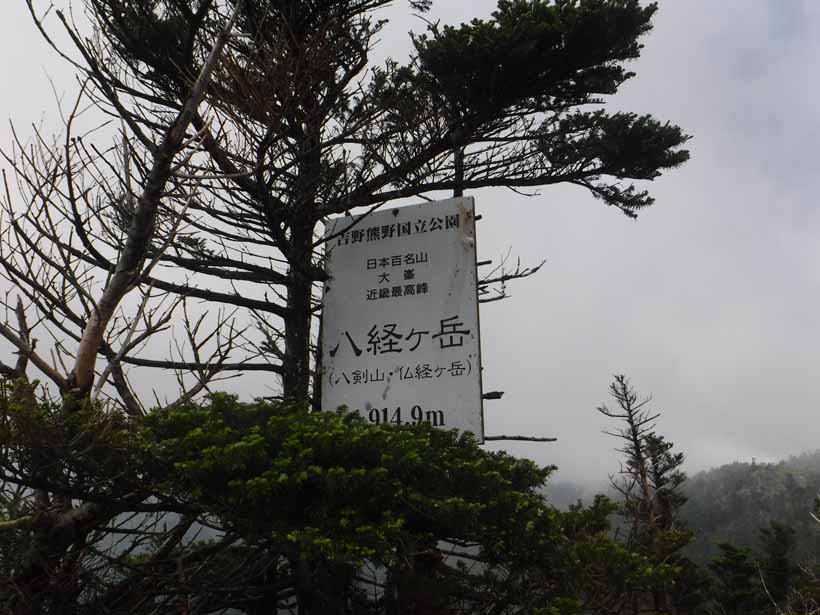 吉野熊野国立公園
日本百名山
大峯
近畿最高峰
八経ヶ岳
(八剣山・仏経ヶ岳)
914.9m